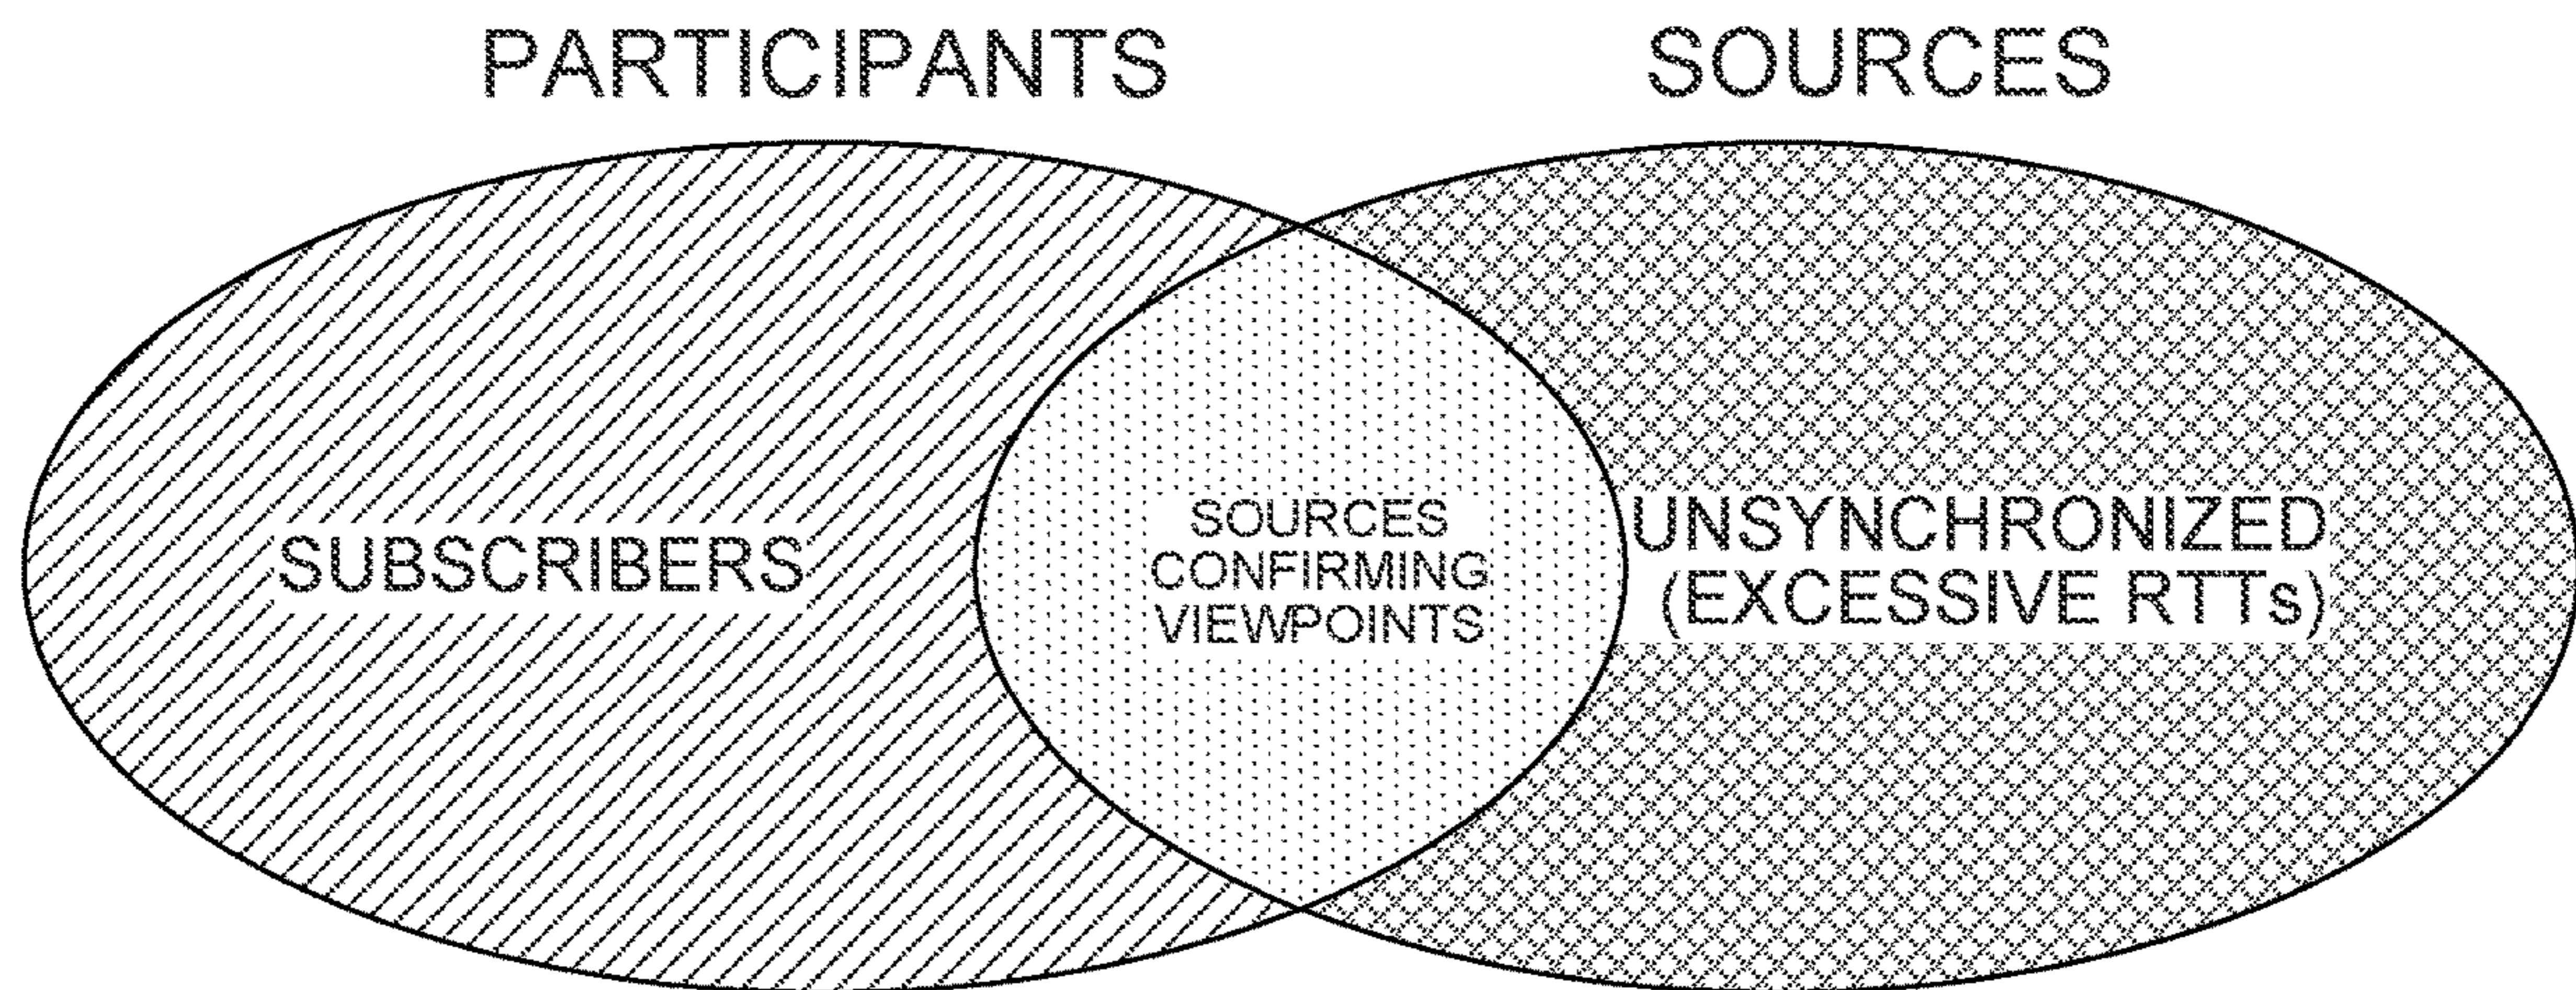 PARTICIPANTS
SOURCES
SUBSCRIBERS
SOURCES
CONFIRMING
VIEWPOINTS
UNSYNCHRONIZED
(EXCESSIVE RTTs)